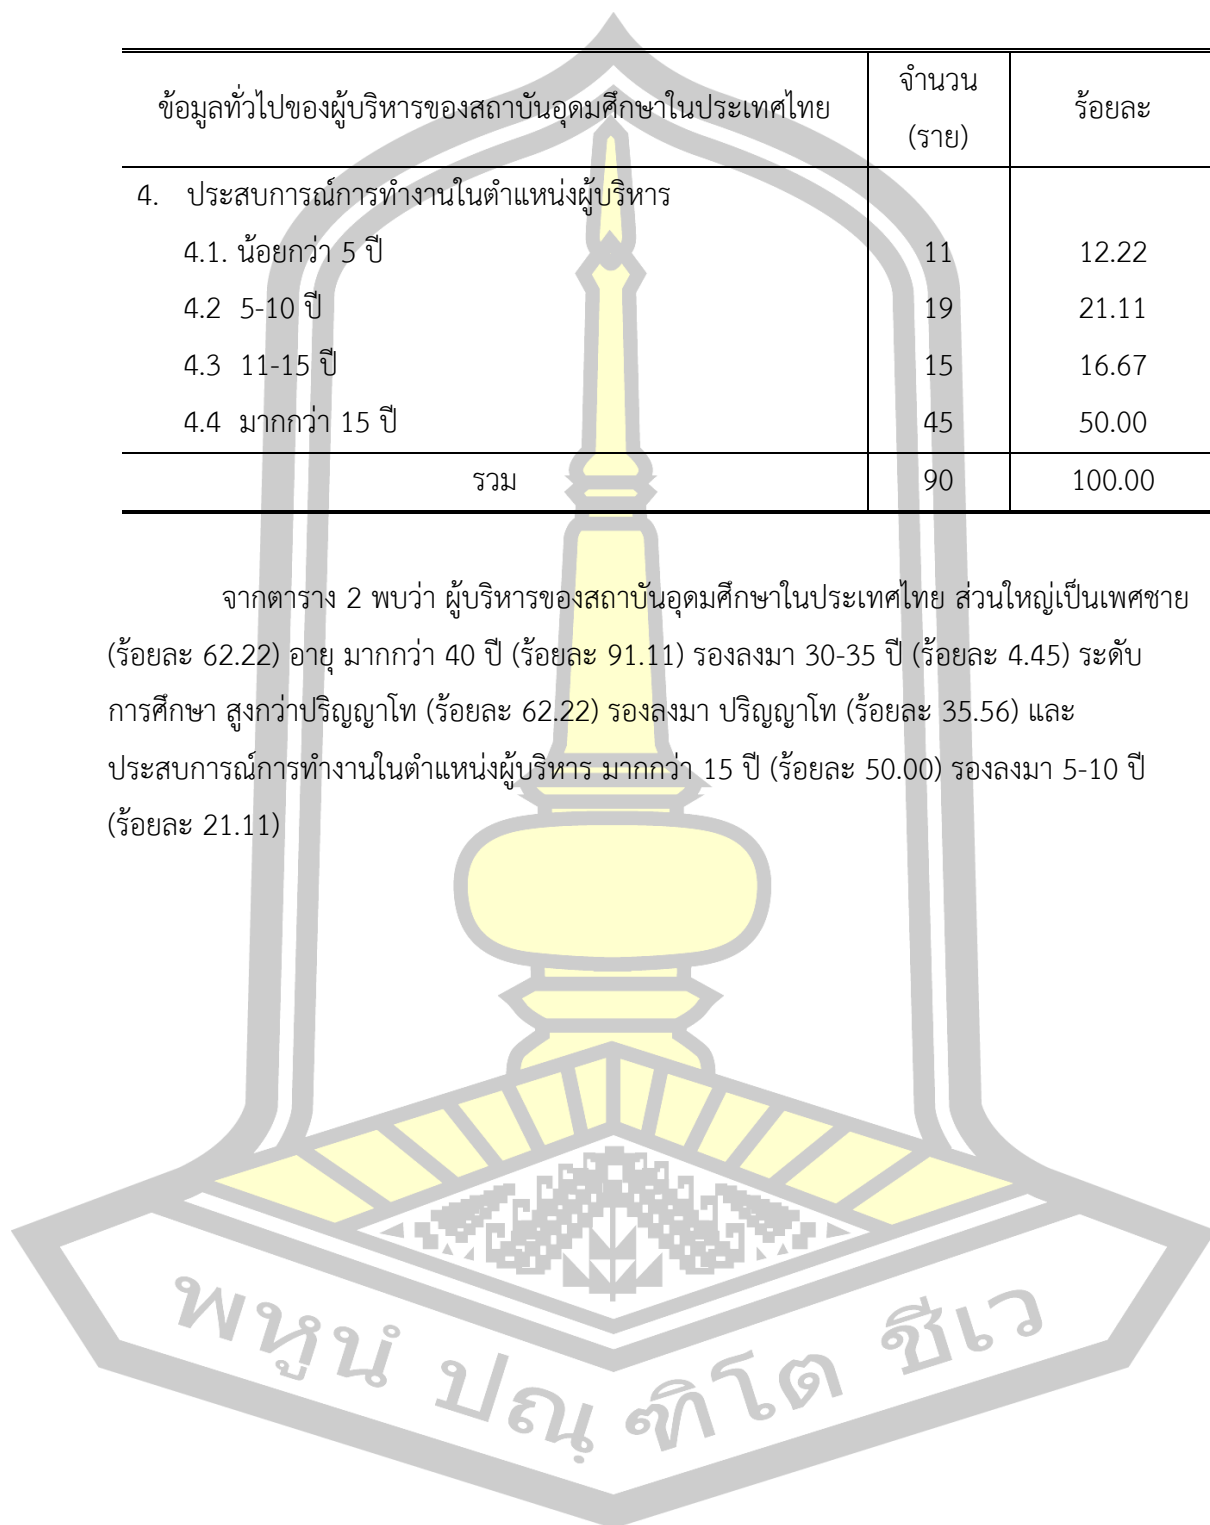 ข้อมูลทั่วไปของผู้บริหารของสถาบันอุดมศึกษาในประเทศไทย จำนวน (ราย) ร้อยละ
4. ประสบการณ์การทำงานในตำแหน่งผู้บริหาร
4.1. น้อยกว่า 5 ปี 11 12.22
4.2 5-10 ปี 19 21.11
4.3 11-15 ปี 15 16.67
4.4 มากกว่า 15 ปี 45 50.00
รวม 90 100.00
จากตาราง 2 พบว่า ผู้บริหารของสถาบันอุดมศึกษาในประเทศไทย ส่วนใหญ่เป็นเพศชาย
(ร้อยละ 62.22) อายุ มากกว่า 40 ปี (ร้อยละ 91.11) รองลงมา 30-35 ปี (ร้อยละ 4.45) ระดับ
การศึกษา สูงกว่าปริญญาโท (ร้อยละ 62.22) รองลงมา ปริญญาโท (ร้อยละ 35.56) และ
ประสบการณ์การทำงานในตำแหน่งผู้บริหาร มากกว่า 15 ปี (ร้อยละ 50.00) รองลงมา 5-10 ปี
(ร้อยละ 21.11)
พหูนํ ปณฺ ฑิโต ชีเว